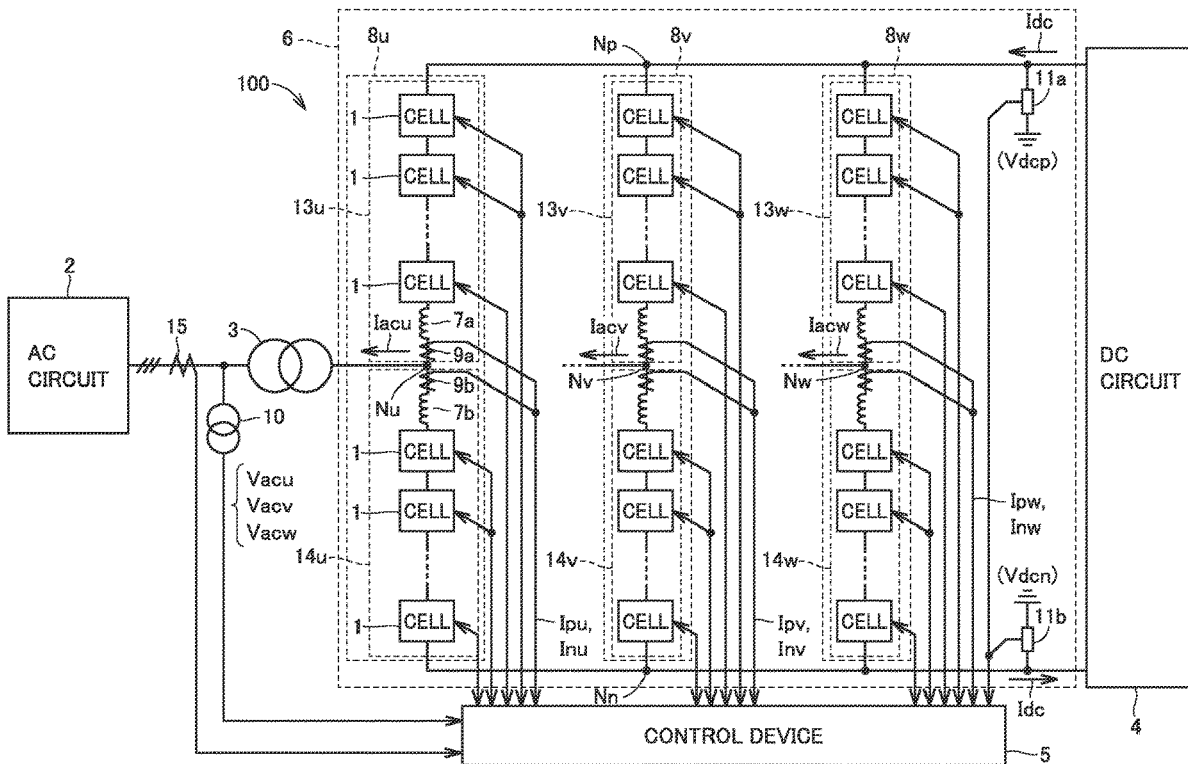 6
8u
Np
8v
8w
Idc
100
11a
1
CELL
CELL
CELL
(Vdcp)
1
CELL
CELL
CELL
13u
13v
13w
2
1
CELL
CELL
CELL
15
3
Iacu
7a
Iacv
Iacw
AC
CIRCUIT
9a
DC
CIRCUIT
Nu
9b
Nv
Nw
10
7b
1
CELL
CELL
CELL
Vacu
Vacv
Vacw
1
CELL
CELL
CELL
Ipw,
Inw
14u
14v
14w
(Vdcn)
1
CELL
CELL
CELL
11b
Ipu,
Inu
Ipv,
Inv
Nn
Idc
4
CONTROL DEVICE
5